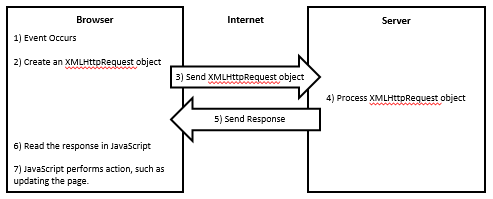 Browser
Internet
Server
1) Event Occurs
2) Create an XMLHttpRequest object
3) Send XMLHttpRequest object
4) Process XMLHttpRequest object
5) Send Response
6) Read the response in JavaScript
7) JavaScript performs action, such as
updating the page.